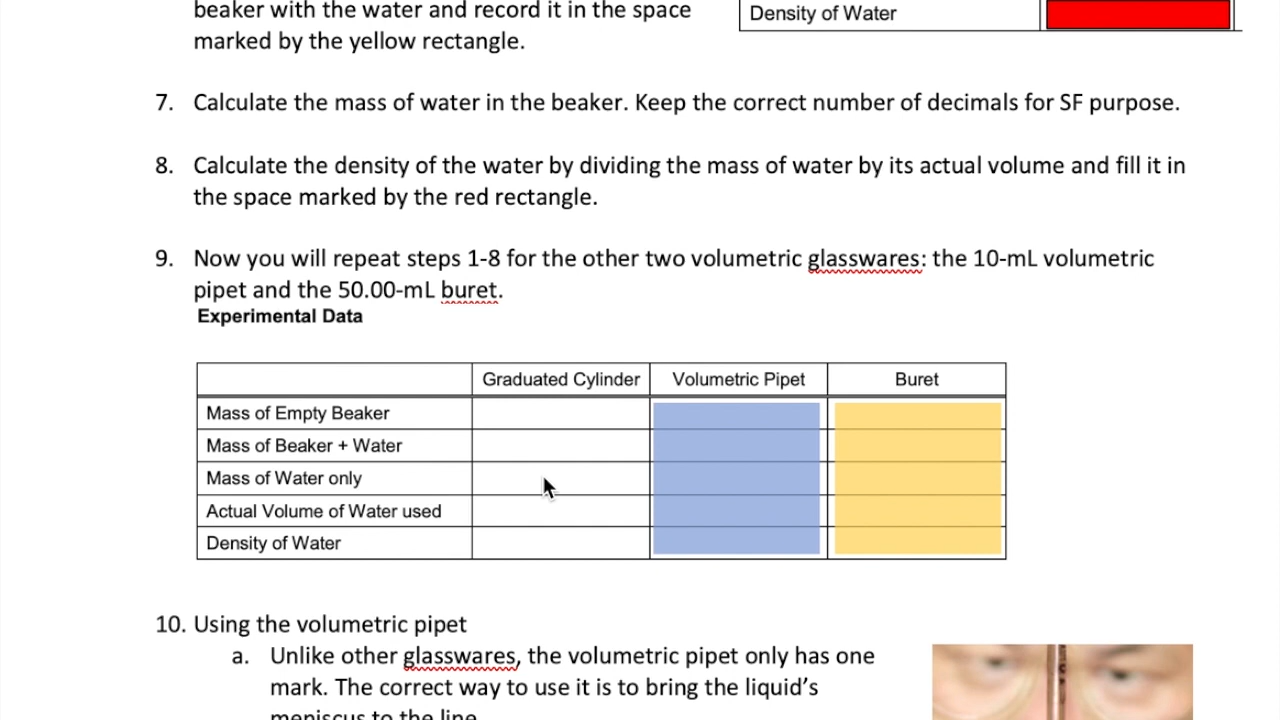 beaker with the water and record it in the space
marked by the yellow rectangle.
Density of Water
7. Calculate the mass of water in the beaker. Keep the correct number of decimals for SF purpose.
8. Calculate the density of the water by dividing the mass of water by its actual volume and fill it in
the space marked by the red rectangle.
9. Now you will repeat steps 1-8 for the other two volumetric glasswares: the 10-mL volumetric
pipet and the 50.00-mL buret.
Experimental Data
Graduated Cylinder Volumetric Pipet Buret
Mass of Empty Beaker
Mass of Beaker + Water
Mass of Water only
Actual Volume of Water used
Density of Water
10. Using the volumetric pipet
a. Unlike other glasswares, the volumetric pipet only has one
mark. The correct way to use it is to bring the liquid's
meniscus to the line